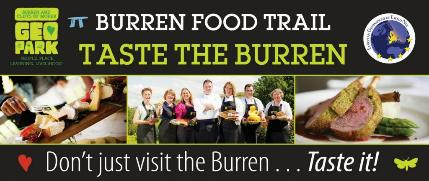 BURREN AND
CLIFFS OF MOHER
GEO
PARK
PEOPLE, PLACE,
LEARNING, LIVELIHOOD
BURREN FOOD TRAIL
TASTE THE BURREN
Don't just visit the Burren . . . Taste it!